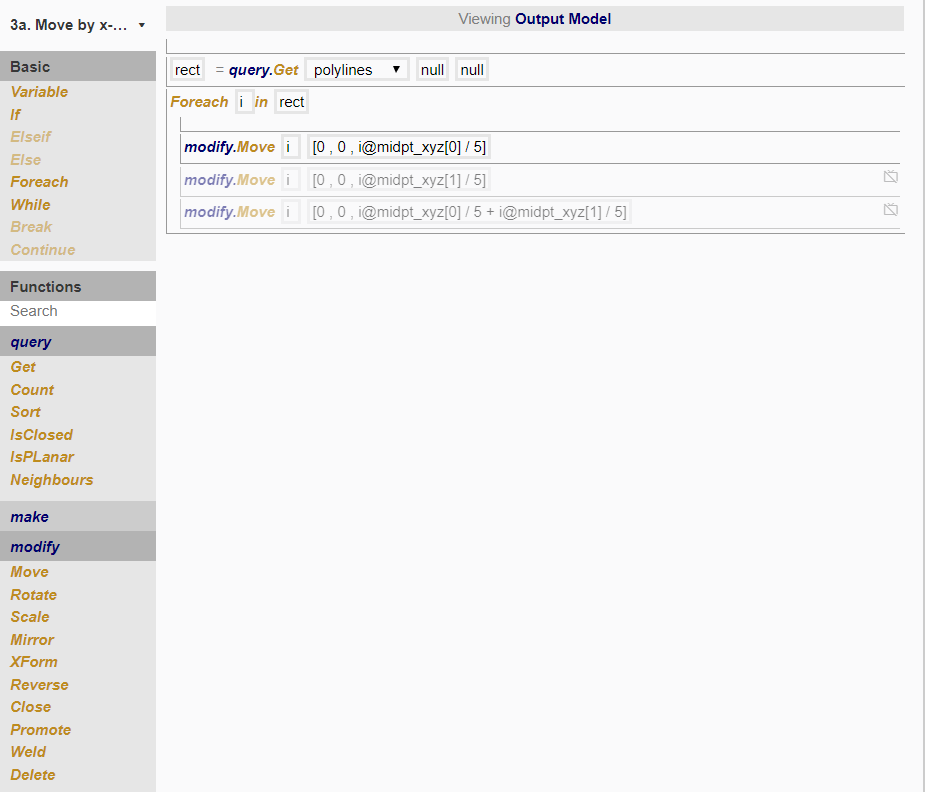 3a. Move by x-... ▾
Viewing Output Model
Basic
Variable
If
Elseif
Else
Foreach
While
Break
Continue
Functions
Search
query
Get
Count
Sort
IsClosed
IsPLanar
Neighbours
make
modify
Move
Rotate
Scale
Mirror
XForm
Reverse
Close
Promote
Weld
Delete
rect = query.Get polylines ▼ null null
Foreach i in rect
modify.Move i [0 , 0 , i@midpt_xyz[0] / 5]
modify.Move i [0 , 0 , i@midpt_xyz[1] / 5]
modify.Move i [0 , 0 , i@midpt_xyz[0] / 5 + i@midpt_xyz[1] / 5]